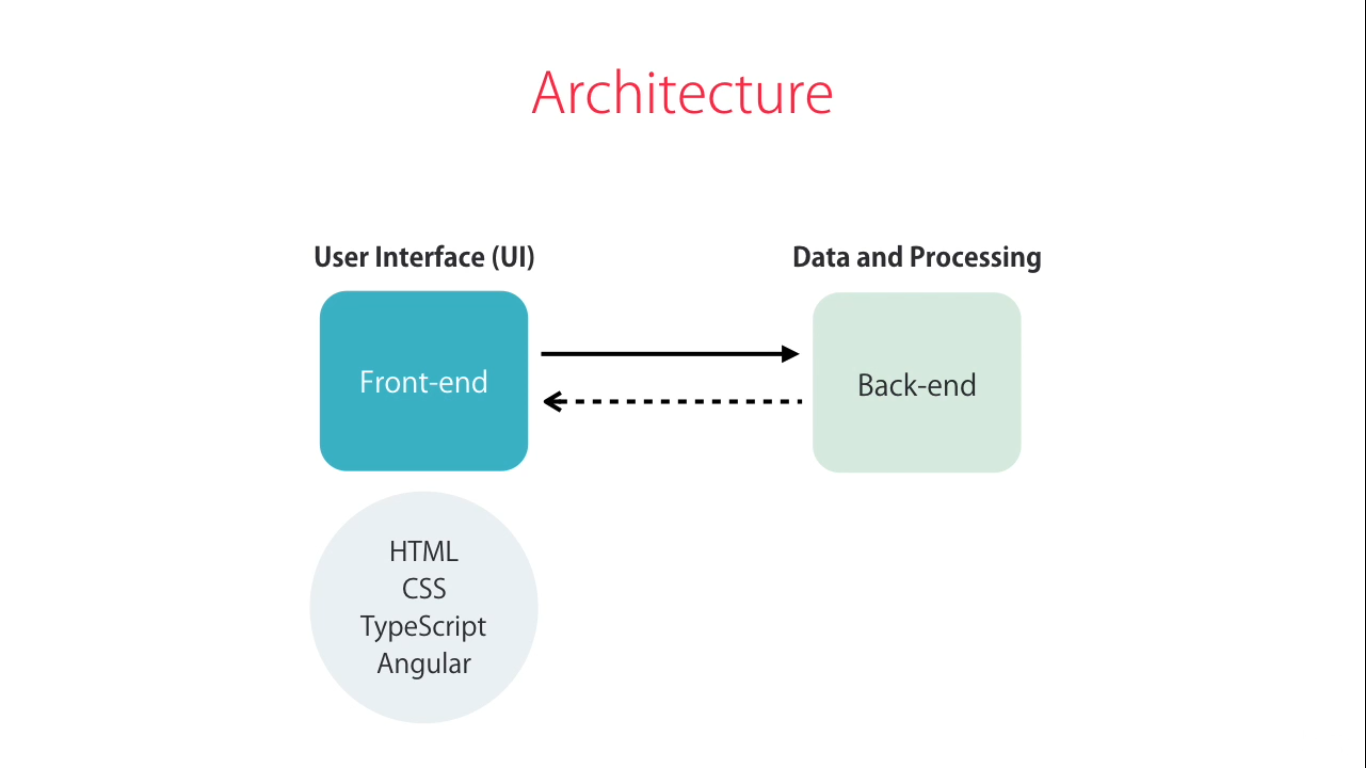 Architecture
User Interface (UI)
Data and Processing
Front-end
Back-end
HTML
CSS
TypeScript
Angular